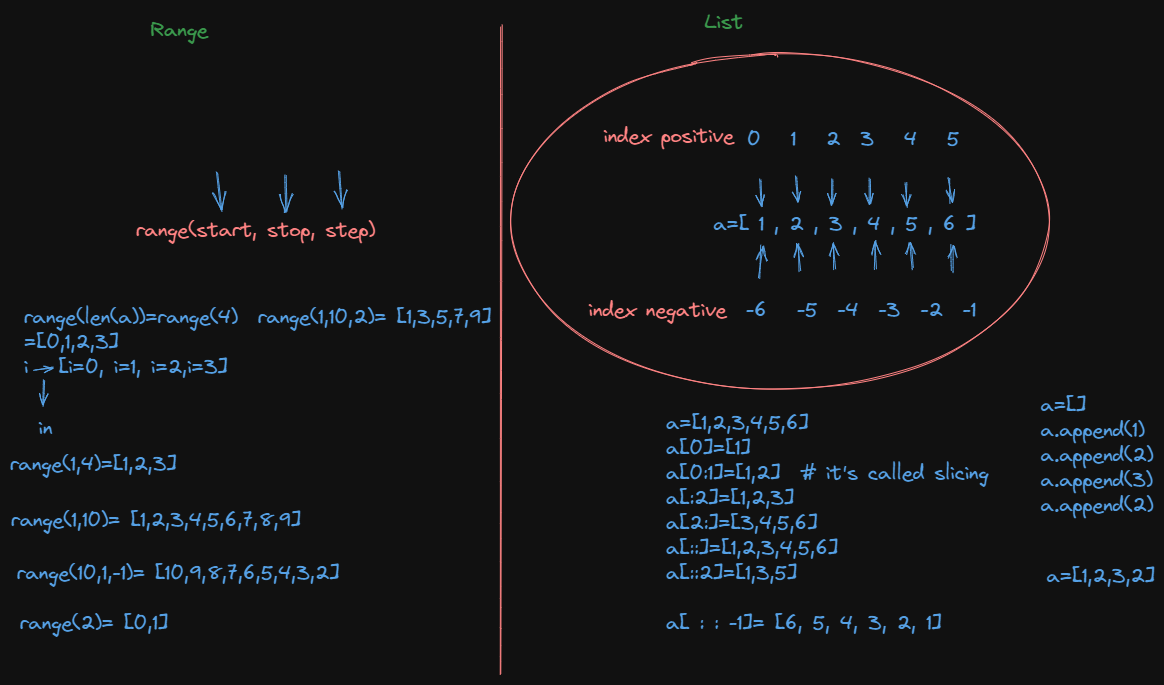 Range
range(start, stop, step)
range(len(a))=range(4)
=[0,1,2,3]
i → [i=0, i=1, i=2,i=3]
in
range(1,10,2)= [1,3,5,7,9]
range(1,4)=[1,2,3]
range(1,10)= [1,2,3,4,5,6,7,8,9]
range(10,1,-1)= [10,9,8,7,6,5,4,3,2]
range(2)= [0,1]
List
index positive 0 1 2 3 4 5
a=[ 1 , 2 , 3 , 4 , 5 , 6 ]
index negative -6 -5 -4 -3 -2 -1
a=[1,2,3,4,5,6]
a[0]=[1]
a[0:1]=[1,2] # it's called slicing
a[:2]=[1,2,3]
a[2:]=[3,4,5,6]
a[::]=[1,2,3,4,5,6]
a[::2]=[1,3,5]
a[ : : -1]= [6, 5, 4, 3, 2, 1]
a=[]
a.append(1)
a.append(2)
a.append(3)
a.append(2)
a=[1,2,3,2]